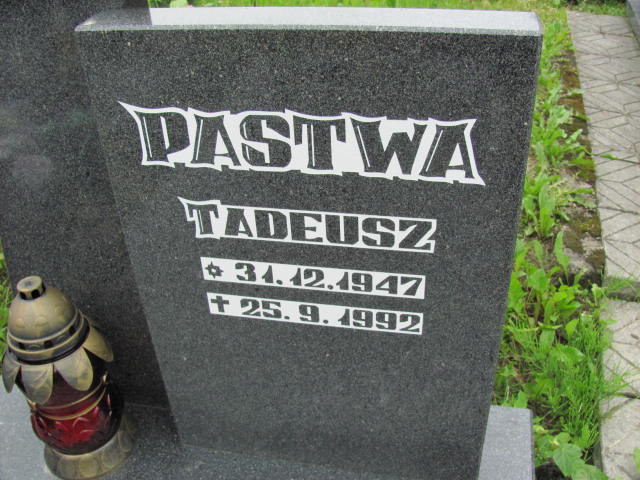 PASTWA
TADEUSZ
* 31.12.1947
† 25.9.1992